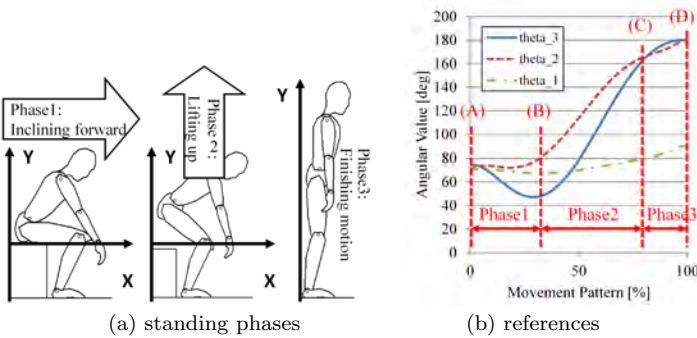 Phase1:
Inclining forward
Y
X
Phase 2:
Lifting up
Y
X
Y
Phase3:
Finishing motion
(a) standing phases
200
180
160
140
120
100
80
60
40
20
0
Angular Value [deg]
theta_3
theta_2
theta_1
(A)
(B)
(C)
(D)
Phase1
Phase2
Phase3
0
50
100
Movement Pattern [%]
(b) references